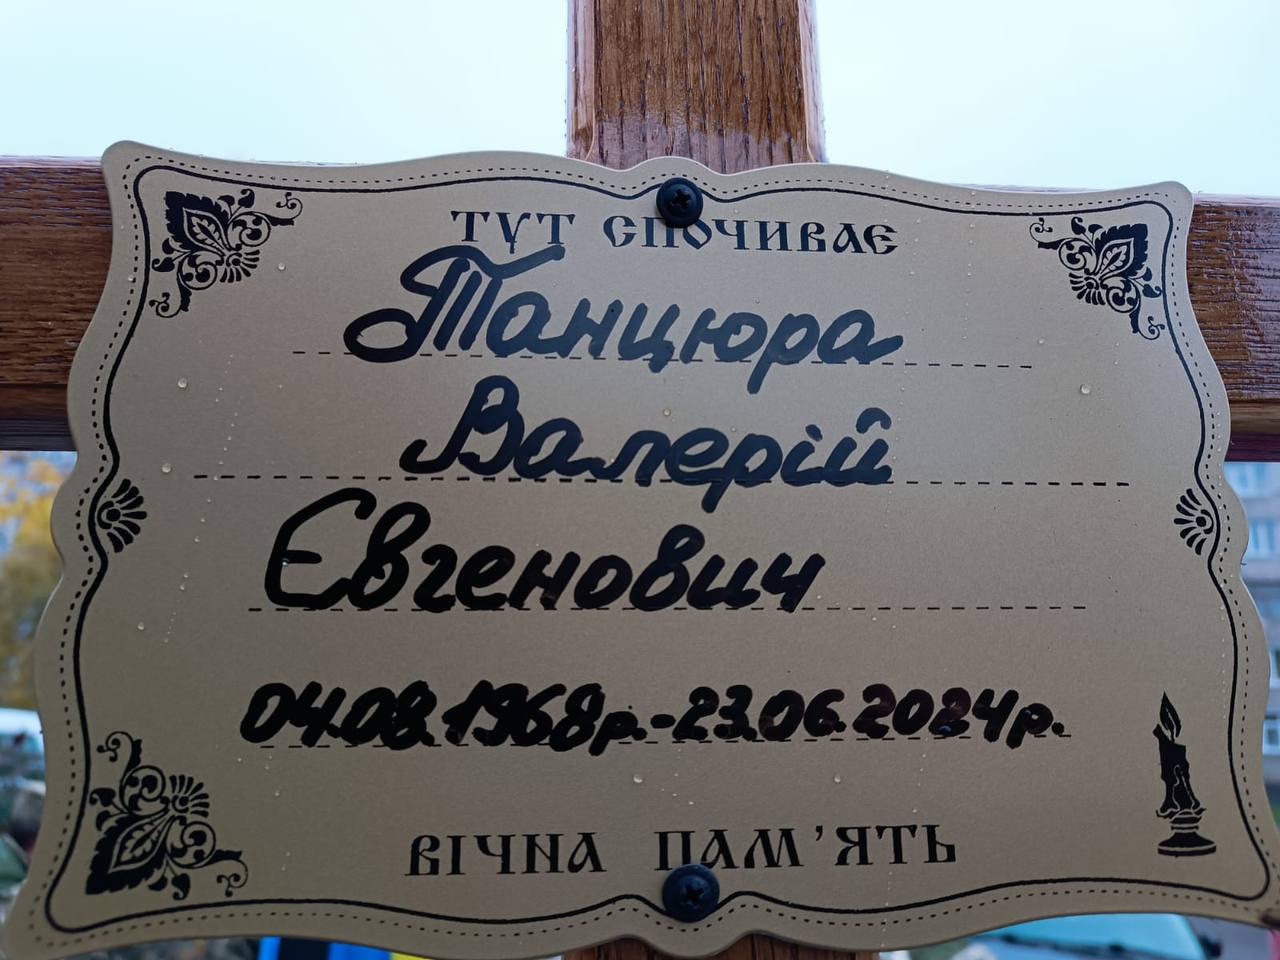 ТУТ СПОЧИВАЄ
Танцюра
Валерій
Євгенович
04.08.1968р.-23.06.2024р.
ВІЧНА ПАМ'ЯТЬ